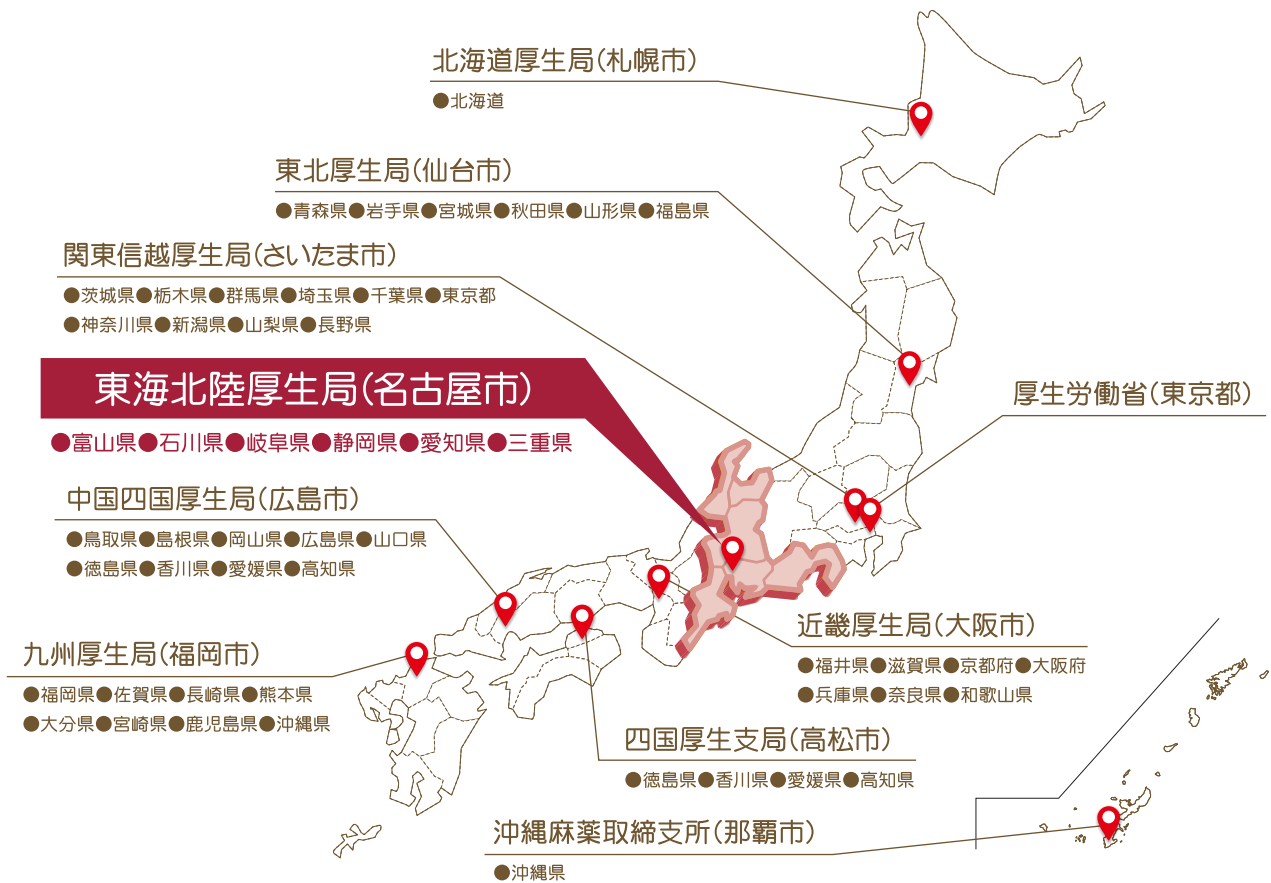 北海道厚生局(札幌市)
●北海道
東北厚生局(仙台市)
●青森県●岩手県●宮城県●秋田県●山形県●福島県
関東信越厚生局(さいたま市)
●茨城県●栃木県●群馬県●埼玉県●千葉県●東京都
●神奈川県●新潟県●山梨県●長野県
東海北陸厚生局(名古屋市)
●富山県●石川県●岐阜県●静岡県●愛知県●三重県
厚生労働省(東京都)
中国四国厚生局(広島市)
●鳥取県●島根県●岡山県●広島県●山口県
●徳島県●香川県●愛媛県●高知県
近畿厚生局(大阪市)
●福井県●滋賀県●京都府●大阪府
●兵庫県●奈良県●和歌山県
九州厚生局(福岡市)
●福岡県●佐賀県●長崎県●熊本県
●大分県●宮崎県●鹿児島県●沖縄県
四国厚生支局(高松市)
●徳島県●香川県●愛媛県●高知県
沖縄麻薬取締支所(那覇市)
●沖縄県